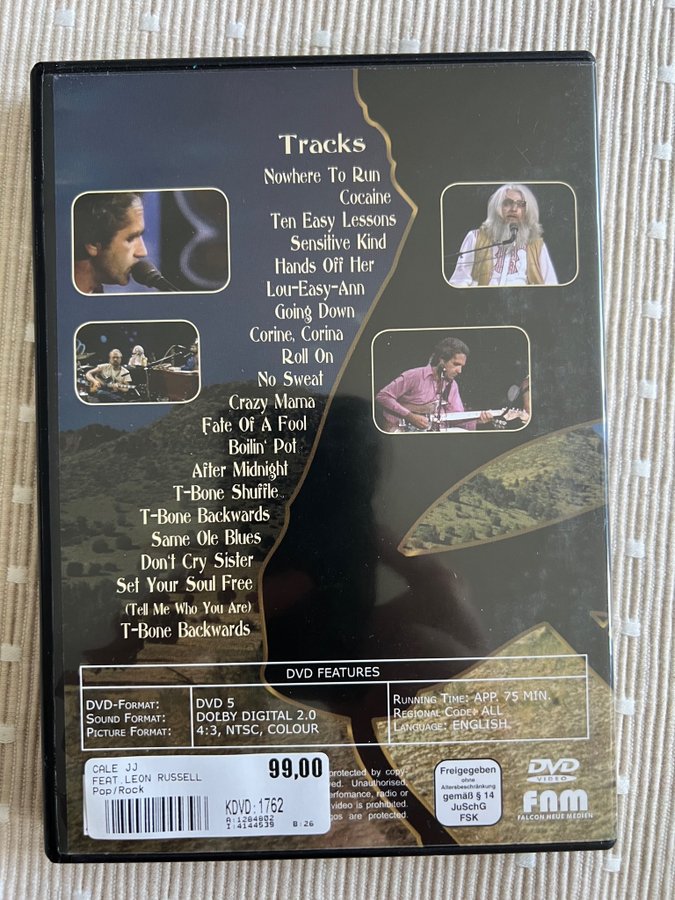 Tracks
Nowhere To Run
Cocaine
Ten Easy Lessons
Sensitive Kind
Hands Off Her
Lou-Easy-Ann
Going Down
Corine, Corina
Roll On
No Sweat
Crazy Mama
Fate Of A Fool
Boilin' Pot
After Midnight
T-Bone Shuffle
T-Bone Backwards
Same Ole Blues
Don't Cry Sister
Set Your Soul Free
(Tell Me Who You Are)
T-Bone Backwards
DVD FEATURES
DVD-FORMAT: DVD 5
SOUND FORMAT: DOLBY DIGITAL 2.0
PICTURE FORMAT: 4:3, NTSC, COLOUR
RUNNING TIME: APP. 75 MIN.
REGIONAL CODE: ALL
LANGUAGE: ENGLISH
CALE JJ 99,00
FEAT.LEON RUSSELL
Pop/Rock
KDVD:1762
A:1284802
I:4144539 B:26
protected by copy-
Unauthorised
radio or
video is prohibited.
are protected.
Freigegeben
ohne
Altersbeschränkung
gemäß § 14
JuSchG
FSK
DVD
VIDEO
FNM
FALCON NEUE MEDIEN